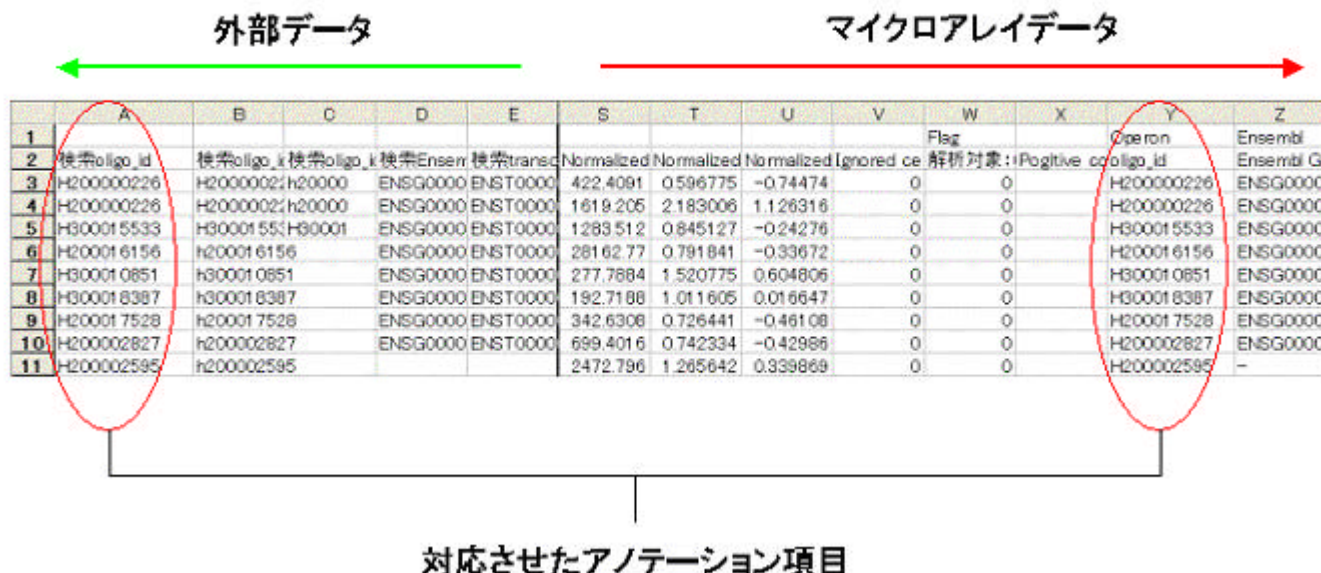 外部データ マイクロアレイデータ
A B C D E S T U V W X Y Z
1 Flag Operon Ensembl
2 検索oligo_id 検索oligo_i 検索oligo_i 検索Ensem 検索transc Normalized Normalized Normalized Ignored ce 解析対象: Pogitive co oligo_id Ensembl G
3 H200000226 H20000022 h20000 ENSG0000 ENST0000 422.4091 0.596775 -0.74474 0 0 H200000226 ENSG0000
4 H200000226 H20000022 h20000 ENSG0000 ENST0000 1619.205 2.183006 1.126316 0 0 H200000226 ENSG0000
5 H300015533 H30001553 H30001 ENSG0000 ENST0000 1283.512 0.845127 -0.24276 0 0 H300015533 ENSG0000
6 H200016156 h200016156 ENSG0000 ENST0000 28162.77 0.791841 -0.33672 0 0 H200016156 ENSG0000
7 H300010851 h300010851 ENSG0000 ENST0000 277.7884 1.520775 0.604806 0 0 H300010851 ENSG0000
8 H300018387 h300018387 ENSG0000 ENST0000 192.7188 1.011605 0.016647 0 0 H300018387 ENSG0000
9 H200017528 h200017528 ENSG0000 ENST0000 342.6308 0.726441 -0.46108 0 0 H200017528 ENSG0000
10 H200002827 h200002827 ENSG0000 ENST0000 699.4016 0.742334 -0.42986 0 0 H200002827 ENSG0000
11 H200002595 h200002595 2472.796 1.265642 0.339869 0 0 H200002595 -
対応させたアノテーション項目